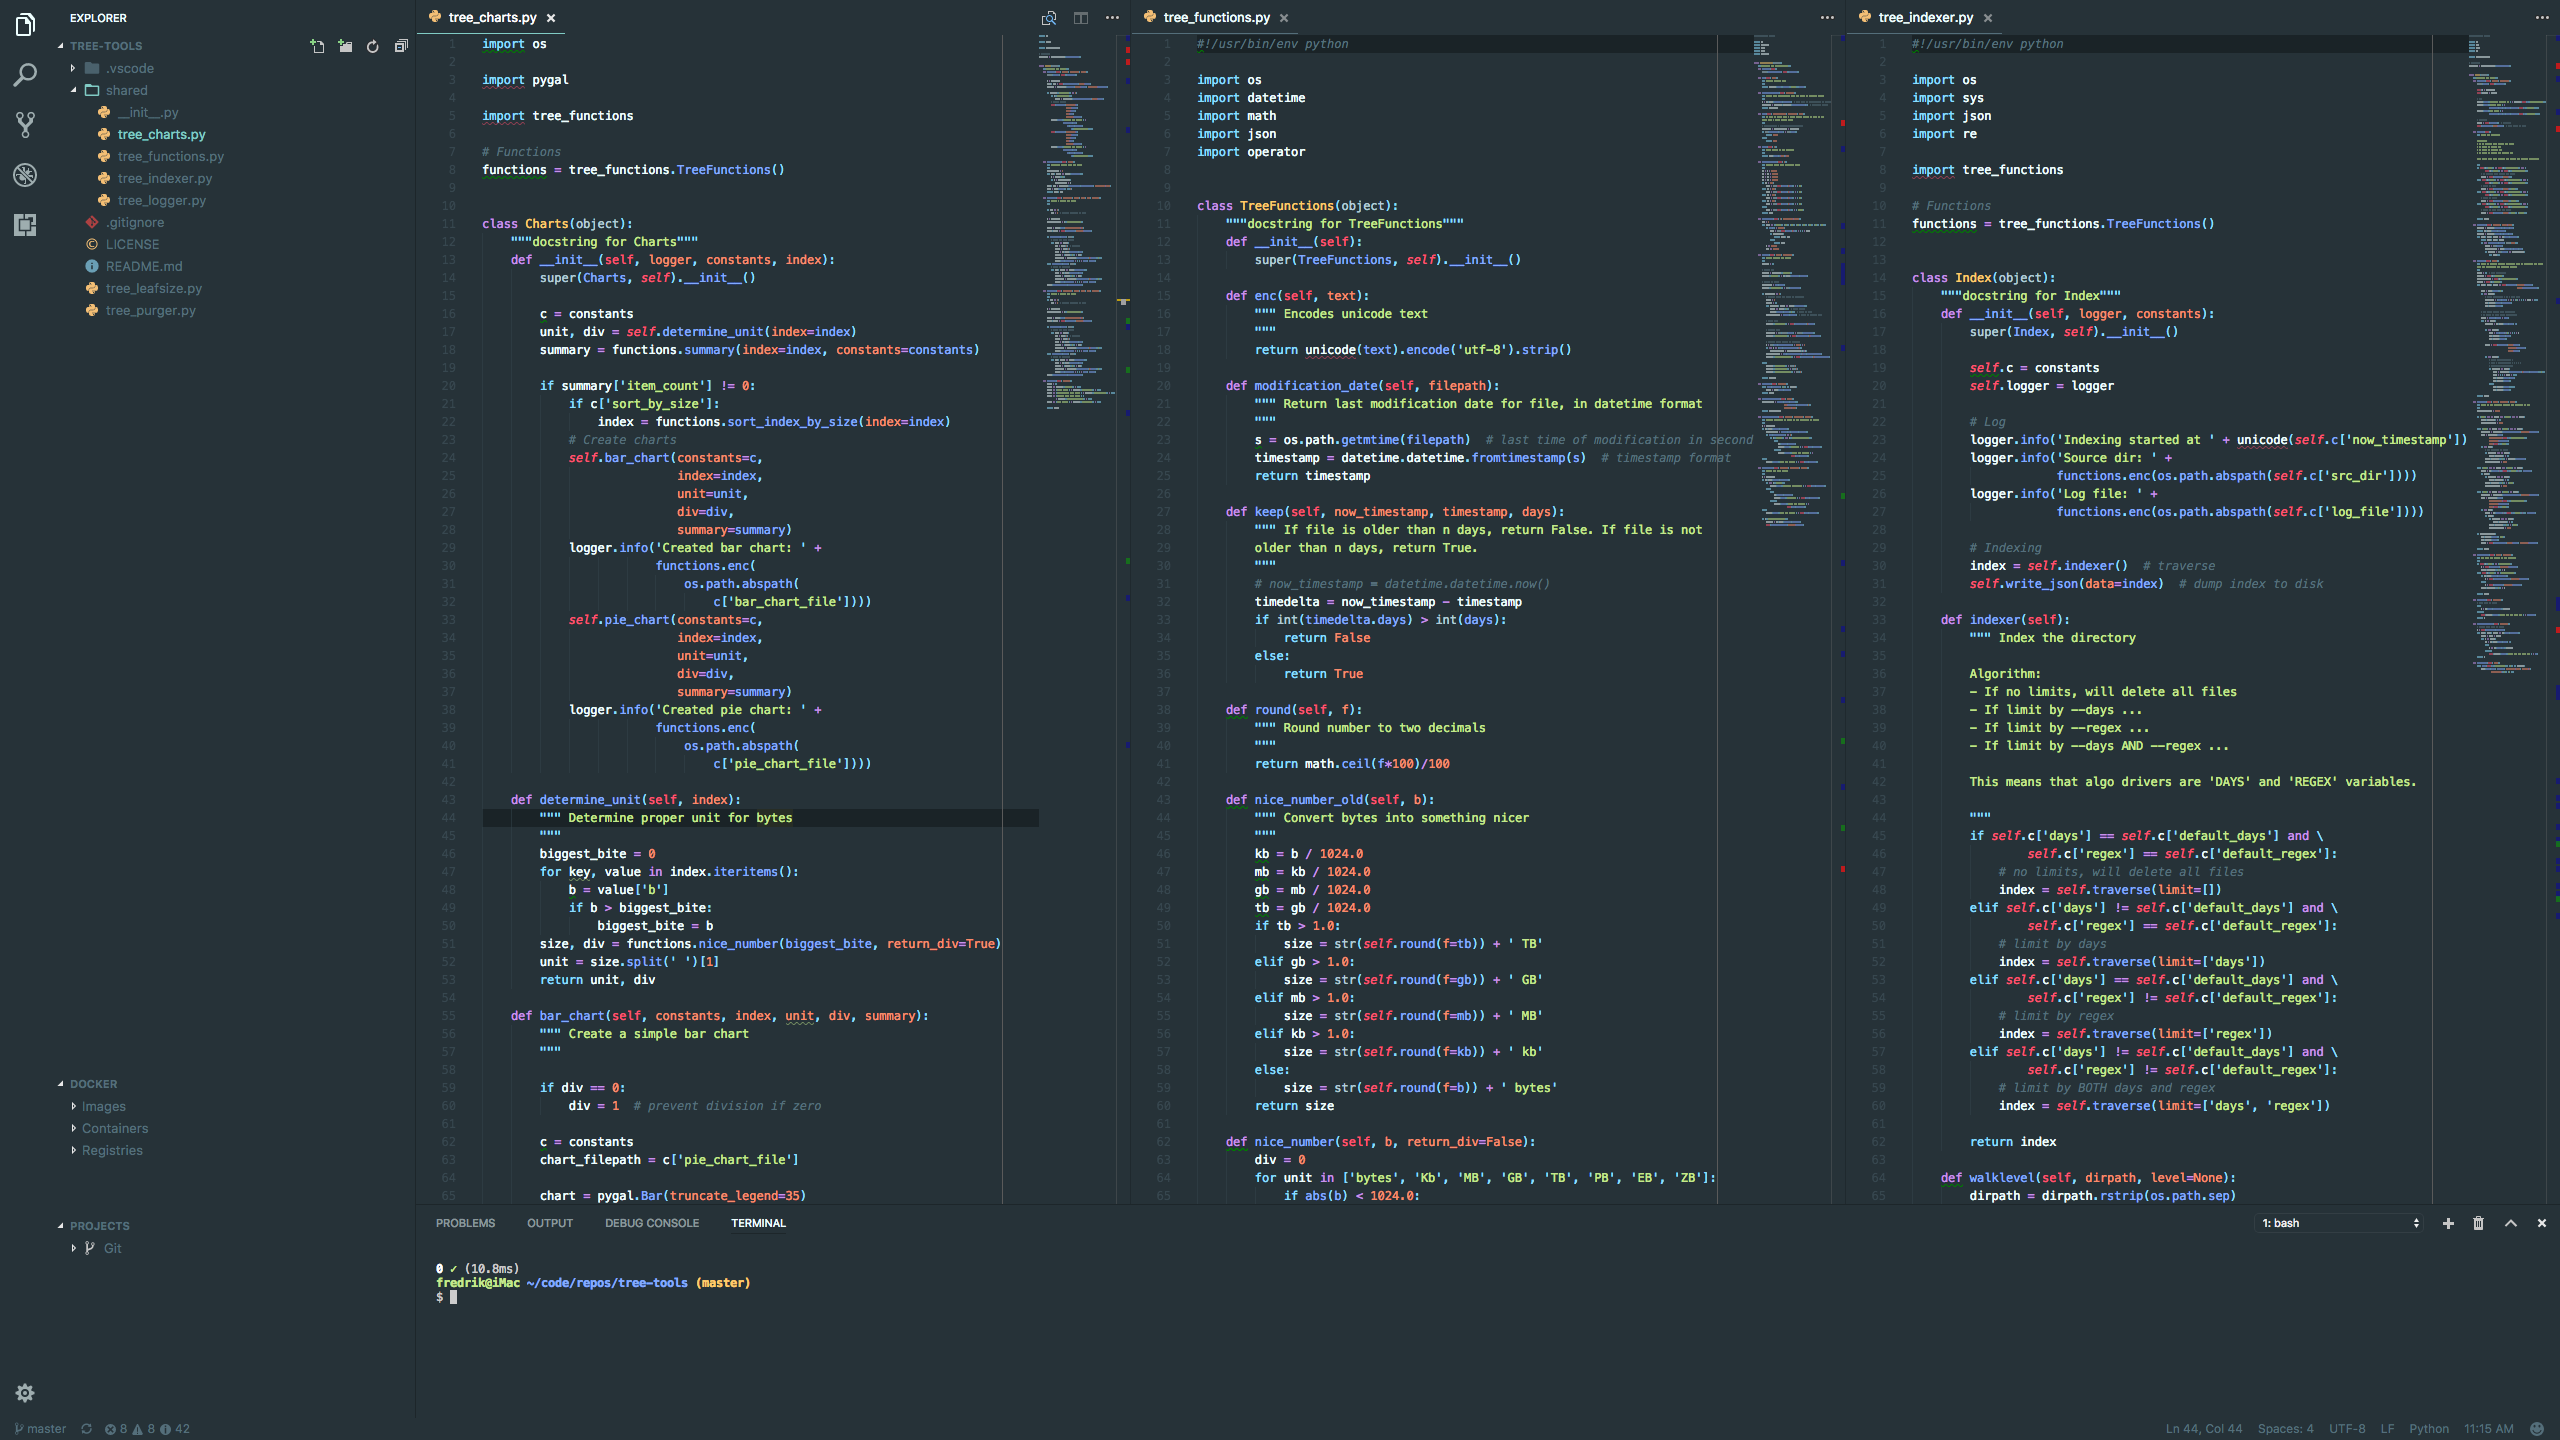 EXPLORER
TREE-TOOLS
.vscode
shared
__init__.py
tree_charts.py
tree_functions.py
tree_indexer.py
tree_logger.py
.gitignore
LICENSE
README.md
tree_leafsize.py
tree_purger.py
DOCKER
Images
Containers
Registries
PROJECTS
Git
tree_charts.py
1 import os
2
3 import pygal
4
5 import tree_functions
6
7 # Functions
8 functions = tree_functions.TreeFunctions()
9
10
11 class Charts(object):
12     """docstring for Charts"""
13     def __init__(self, logger, constants, index):
14         super(Charts, self).__init__()
15
16         c = constants
17         unit, div = self.determine_unit(index=index)
18         summary = functions.summary(index=index, constants=constants)
19
20         if summary['item_count'] != 0:
21             if c['sort_by_size']:
22                 index = functions.sort_index_by_size(index=index)
23             # Create charts
24             self.bar_chart(constants=c,
25                            index=index,
26                            unit=unit,
27                            div=div,
28                            summary=summary)
29             logger.info('Created bar chart: ' +
30                         functions.enc(
31                             os.path.abspath(
32                                 c['bar_chart_file'])))
33             self.pie_chart(constants=c,
34                            index=index,
35                            unit=unit,
36                            div=div,
37                            summary=summary)
38             logger.info('Created pie chart: ' +
39                         functions.enc(
40                             os.path.abspath(
41                                 c['pie_chart_file'])))
42
43     def determine_unit(self, index):
44         """ Determine proper unit for bytes
45         """
46         biggest_bite = 0
47         for key, value in index.iteritems():
48             b = value['b']
49             if b > biggest_bite:
50                 biggest_bite = b
51         size, div = functions.nice_number(biggest_bite, return_div=True)
52         unit = size.split(' ')[1]
53         return unit, div
54
55     def bar_chart(self, constants, index, unit, div, summary):
56         """ Create a simple bar chart
57         """
58
59         if div == 0:
60             div = 1  # prevent division if zero
61
62         c = constants
63         chart_filepath = c['pie_chart_file']
64
65         chart = pygal.Bar(truncate_legend=35)
tree_functions.py
1 #!/usr/bin/env python
2
3 import os
4 import datetime
5 import math
6 import json
7 import operator
8
9
10 class TreeFunctions(object):
11     """docstring for TreeFunctions"""
12     def __init__(self):
13         super(TreeFunctions, self).__init__()
14
15     def enc(self, text):
16         """ Encodes unicode text
17         """
18         return unicode(text).encode('utf-8').strip()
19
20     def modification_date(self, filepath):
21         """ Return last modification date for file, in datetime format
22         """
23         s = os.path.getmtime(filepath)  # last time of modification in second
24         timestamp = datetime.datetime.fromtimestamp(s)  # timestamp format
25         return timestamp
26
27     def keep(self, now_timestamp, timestamp, days):
28         """ If file is older than n days, return False. If file is not
29         older than n days, return True.
30         """
31         # now_timestamp = datetime.datetime.now()
32         timedelta = now_timestamp - timestamp
33         if int(timedelta.days) > int(days):
34             return False
35         else:
36             return True
37
38     def round(self, f):
39         """ Round number to two decimals
40         """
41         return math.ceil(f*100)/100
42
43     def nice_number_old(self, b):
44         """ Convert bytes into something nicer
45         """
46         kb = b / 1024.0
47         mb = kb / 1024.0
48         gb = mb / 1024.0
49         tb = gb / 1024.0
50         if tb > 1.0:
51             size = str(self.round(f=tb)) + ' TB'
52         elif gb > 1.0:
53             size = str(self.round(f=gb)) + ' GB'
54         elif mb > 1.0:
55             size = str(self.round(f=mb)) + ' MB'
56         elif kb > 1.0:
57             size = str(self.round(f=kb)) + ' kb'
58         else:
59             size = str(self.round(f=b)) + ' bytes'
60         return size
61
62     def nice_number(self, b, return_div=False):
63         div = 0
64         for unit in ['bytes', 'Kb', 'MB', 'GB', 'TB', 'PB', 'EB', 'ZB']:
65             if abs(b) < 1024.0:
tree_indexer.py
1 #!/usr/bin/env python
2
3 import os
4 import sys
5 import json
6 import re
7
8 import tree_functions
9
10 # Functions
11 functions = tree_functions.TreeFunctions()
12
13
14 class Index(object):
15     """docstring for Index"""
16     def __init__(self, logger, constants):
17         super(Index, self).__init__()
18
19         self.c = constants
20         self.logger = logger
21
22         # Log
23         logger.info('Indexing started at ' + unicode(self.c['now_timestamp'])
24         logger.info('Source dir: ' +
25                     functions.enc(os.path.abspath(self.c['src_dir'])))
26         logger.info('Log file: ' +
27                     functions.enc(os.path.abspath(self.c['log_file'])))
28
29         # Indexing
30         index = self.indexer()  # traverse
31         self.write_json(data=index)  # dump index to disk
32
33     def indexer(self):
34         """ Index the directory
35
36         Algorithm:
37         - If no limits, will delete all files
38         - If limit by --days ...
39         - If limit by --regex ...
40         - If limit by --days AND --regex ...
41
42         This means that algo drivers are 'DAYS' and 'REGEX' variables.
43
44         """
45         if self.c['days'] == self.c['default_days'] and \
46                 self.c['regex'] == self.c['default_regex']:
47             # no limits, will delete all files
48             index = self.traverse(limit=[])
49         elif self.c['days'] != self.c['default_days'] and \
50                 self.c['regex'] == self.c['default_regex']:
51             # limit by days
52             index = self.traverse(limit=['days'])
53         elif self.c['days'] == self.c['default_days'] and \
54                 self.c['regex'] != self.c['default_regex']:
55             # limit by regex
56             index = self.traverse(limit=['regex'])
57         elif self.c['days'] != self.c['default_days'] and \
58                 self.c['regex'] != self.c['default_regex']:
59             # limit by BOTH days and regex
60             index = self.traverse(limit=['days', 'regex'])
61
62         return index
63
64     def walklevel(self, dirpath, level=None):
65         dirpath = dirpath.rstrip(os.path.sep)
PROBLEMS OUTPUT DEBUG CONSOLE TERMINAL 1: bash
0 ✓ (10.8ms)
fredrik@iMac ~/code/repos/tree-tools (master)
$
master 8 8 42 Ln 44, Col 44 Spaces: 4 UTF-8 LF Python 11:15 AM